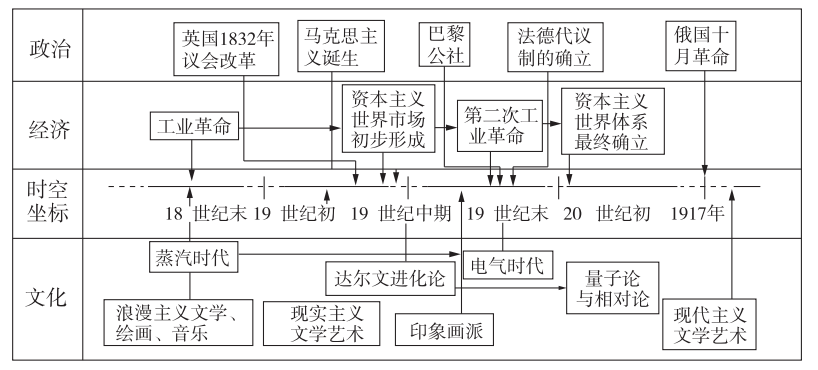 政治
英国1832年
议会改革
马克思主
义诞生
巴黎
公社
法德代议
制的确立
俄国十
月革命
经济
工业革命
资本主义
世界市场
初步形成
第二次工
业革命
资本主义
世界体系
最终确立
时空
坐标
18 世纪末 19 世纪初 19 世纪中期 19 世纪末 20 世纪初 1917年
文化
蒸汽时代
达尔文进化论
电气时代
量子论
与相对论
浪漫主义文学、
绘画、音乐
现实主义
文学艺术
印象画派
现代主义
文学艺术